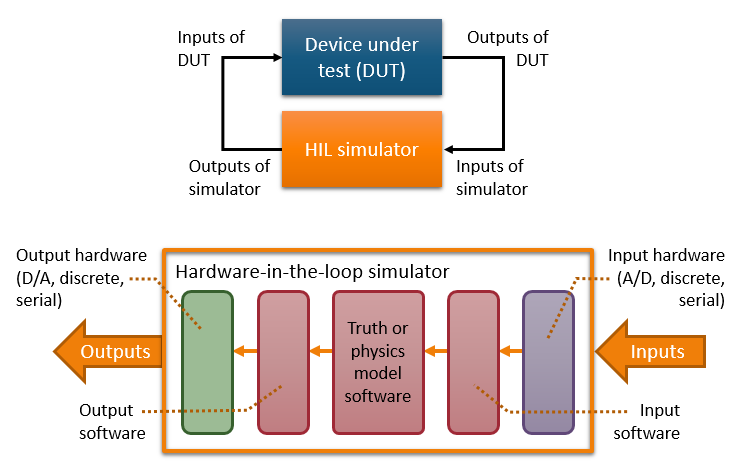 Inputs of
DUT
Device under
test (DUT)
Outputs of
DUT
HIL simulator
Outputs of
simulator
Inputs of
simulator
Output hardware
(D/A, discrete,
serial)
Hardware-in-the-loop simulator
Input hardware
(A/D, discrete,
serial)
Outputs
Truth or
physics
model
software
Inputs
Output
software
Input
software